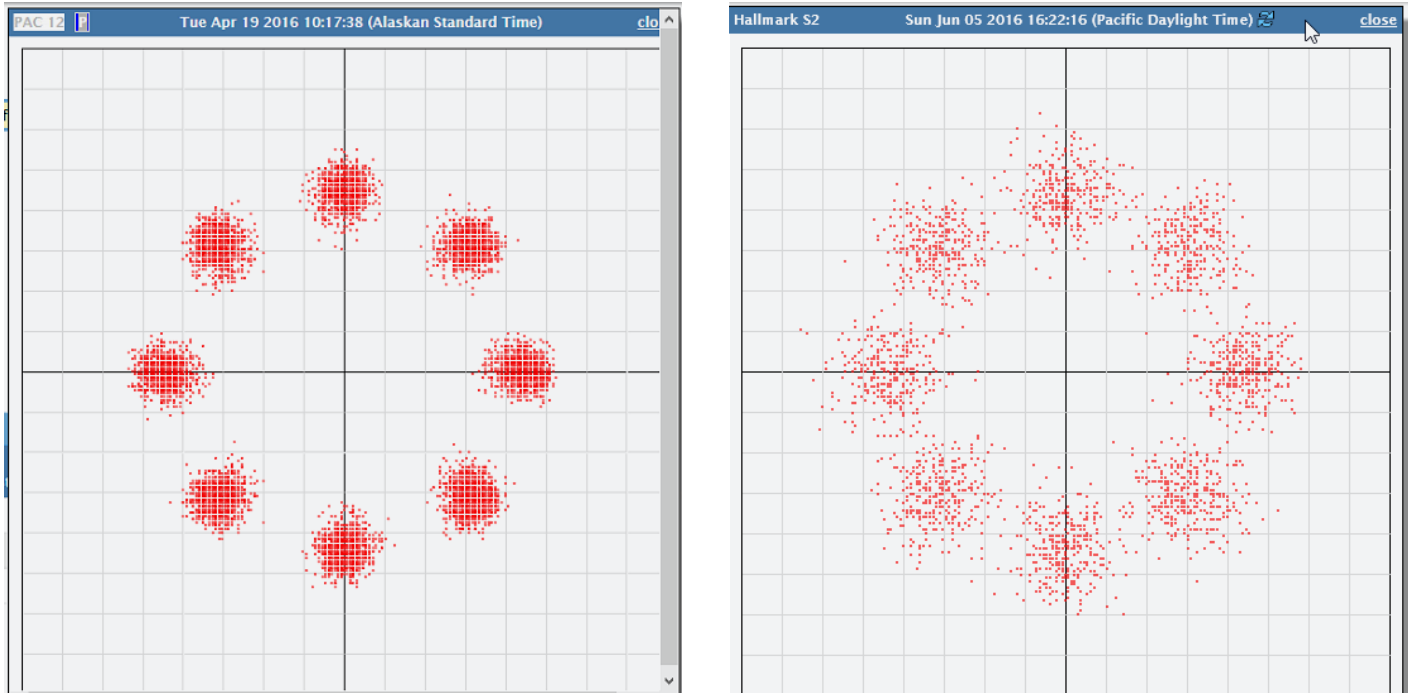 PAC 12 P Tue Apr 19 2016 10:17:38 (Alaskan Standard Time) clo
Hallmark S2 Sun Jun 05 2016 16:22:16 (Pacific Daylight Time) close
f